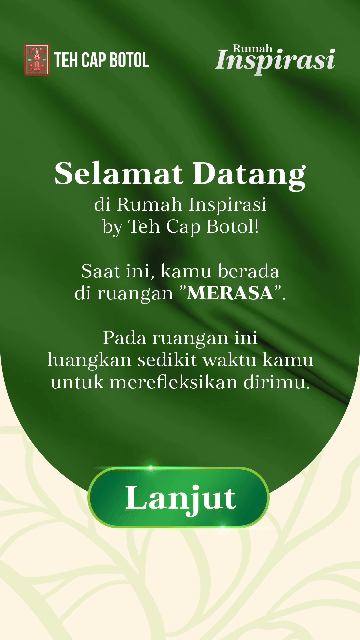 TEH CAP BOTOL
Rumah
Inspirasi
Selamat Datang
di Rumah Inspirasi
by Teh Cap Botol!
Saat ini, kamu berada
di ruangan "MERASA".
Pada ruangan ini
luangkan sedikit waktu kamu
untuk merefleksikan dirimu.
Lanjut